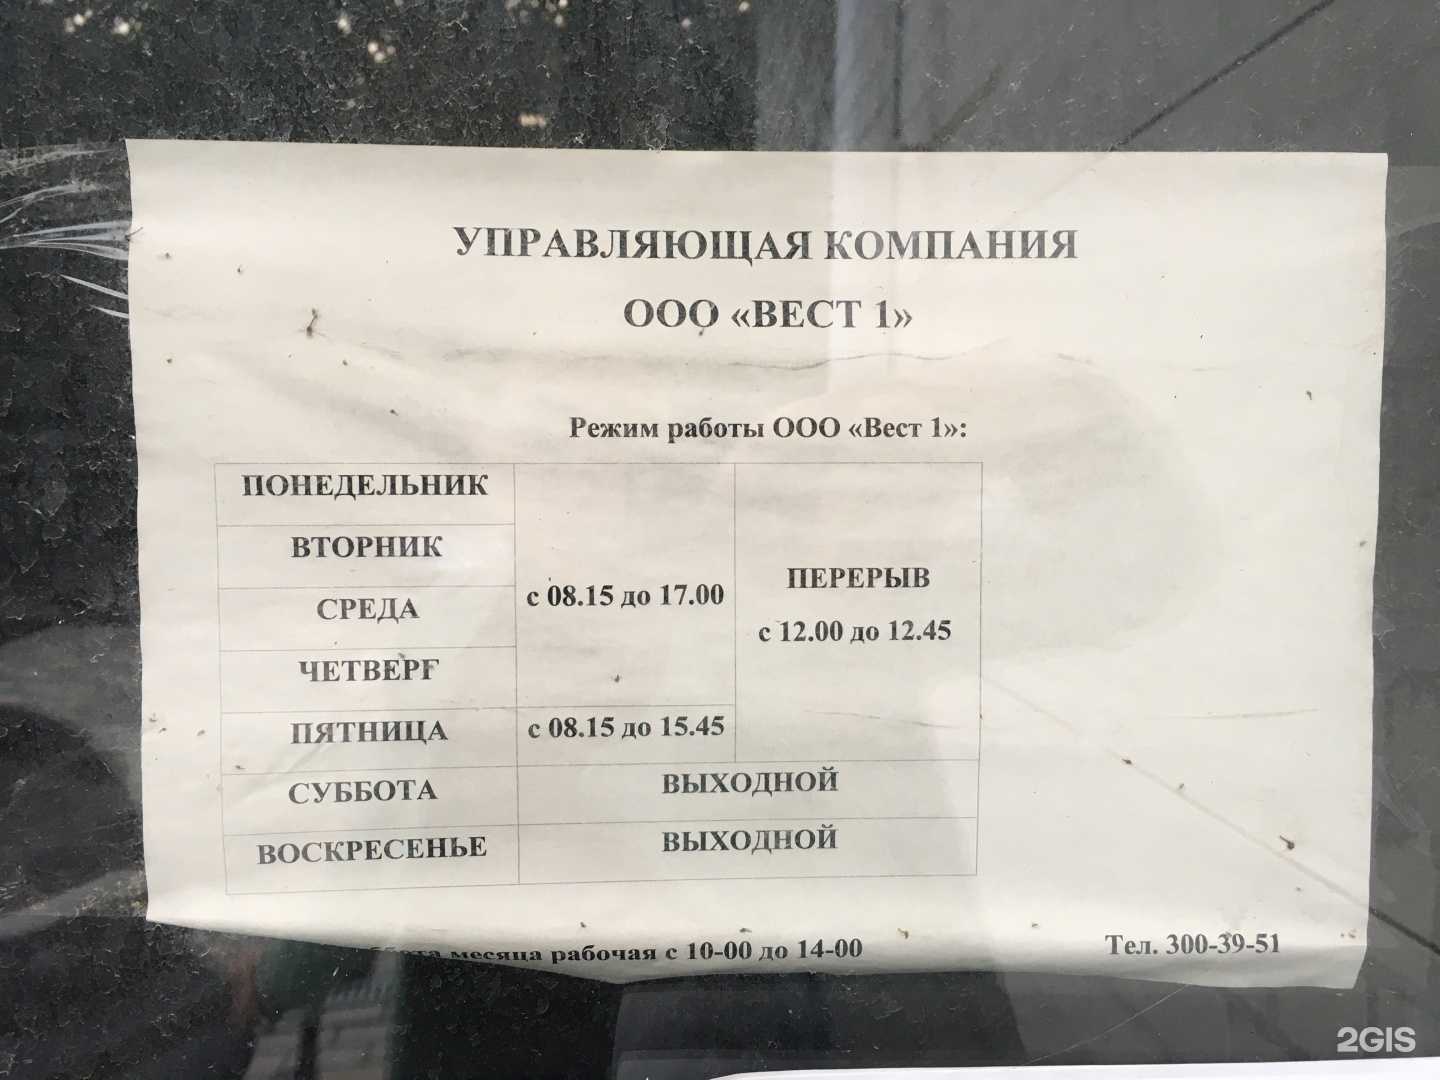 УПРАВЛЯЮЩАЯ КОМПАНИЯ
ООО «ВЕСТ 1»
Режим работы ООО «Вест 1»:
ПОНЕДЕЛЬНИК
ВТОРНИК
СРЕДА
ЧЕТВЕРГ
с 08.15 до 17.00
ПЕРЕРЫВ
с 12.00 до 12.45
ПЯТНИЦА с 08.15 до 15.45
СУББОТА ВЫХОДНОЙ
ВОСКРЕСЕНЬЕ ВЫХОДНОЙ
месяца рабочая с 10-00 до 14-00 Тел. 300-39-51
2GIS